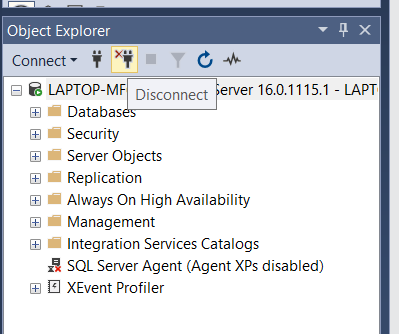 Object Explorer
Connect
Disconnect
LAPTOP-MF Server 16.0.1115.1 - LAPT
Databases
Security
Server Objects
Replication
Always On High Availability
Management
Integration Services Catalogs
SQL Server Agent (Agent XPs disabled)
XEvent Profiler